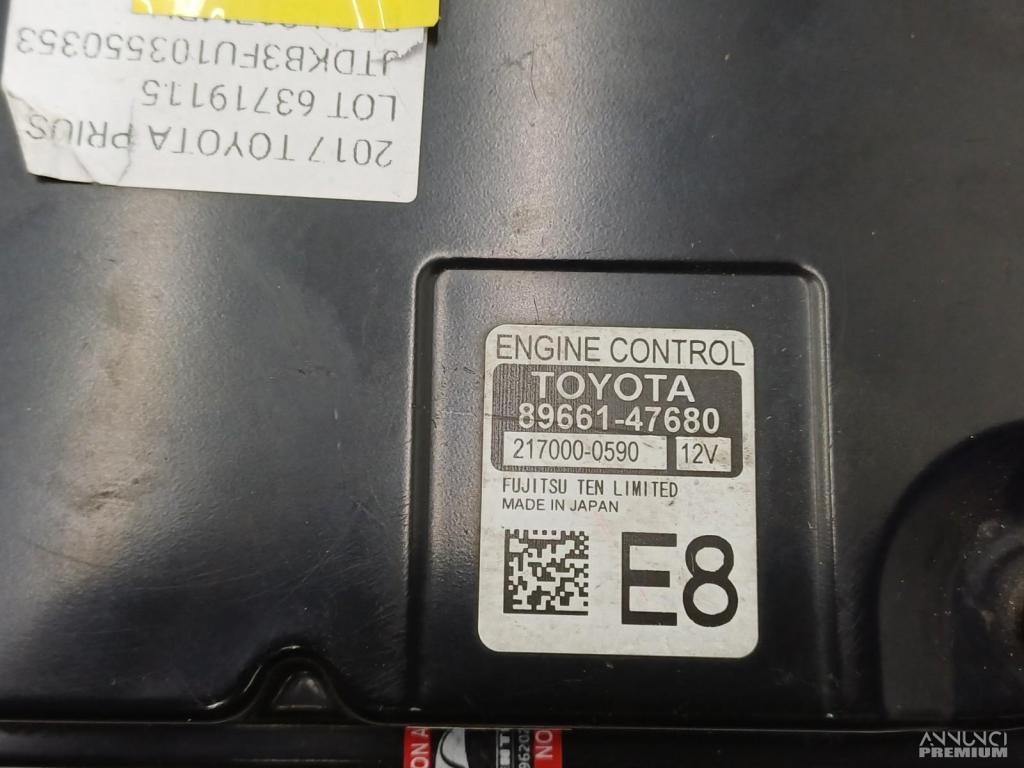 2017 TOYOTA PRIUS
LOT 63719115
JTDKB3FU103550353
ENGINE CONTROL
TOYOTA
89661-47680
217000-0590 12V
FUJITSU TEN LIMITED
MADE IN JAPAN
E8
NO
ANNUNCI
PREMIUM